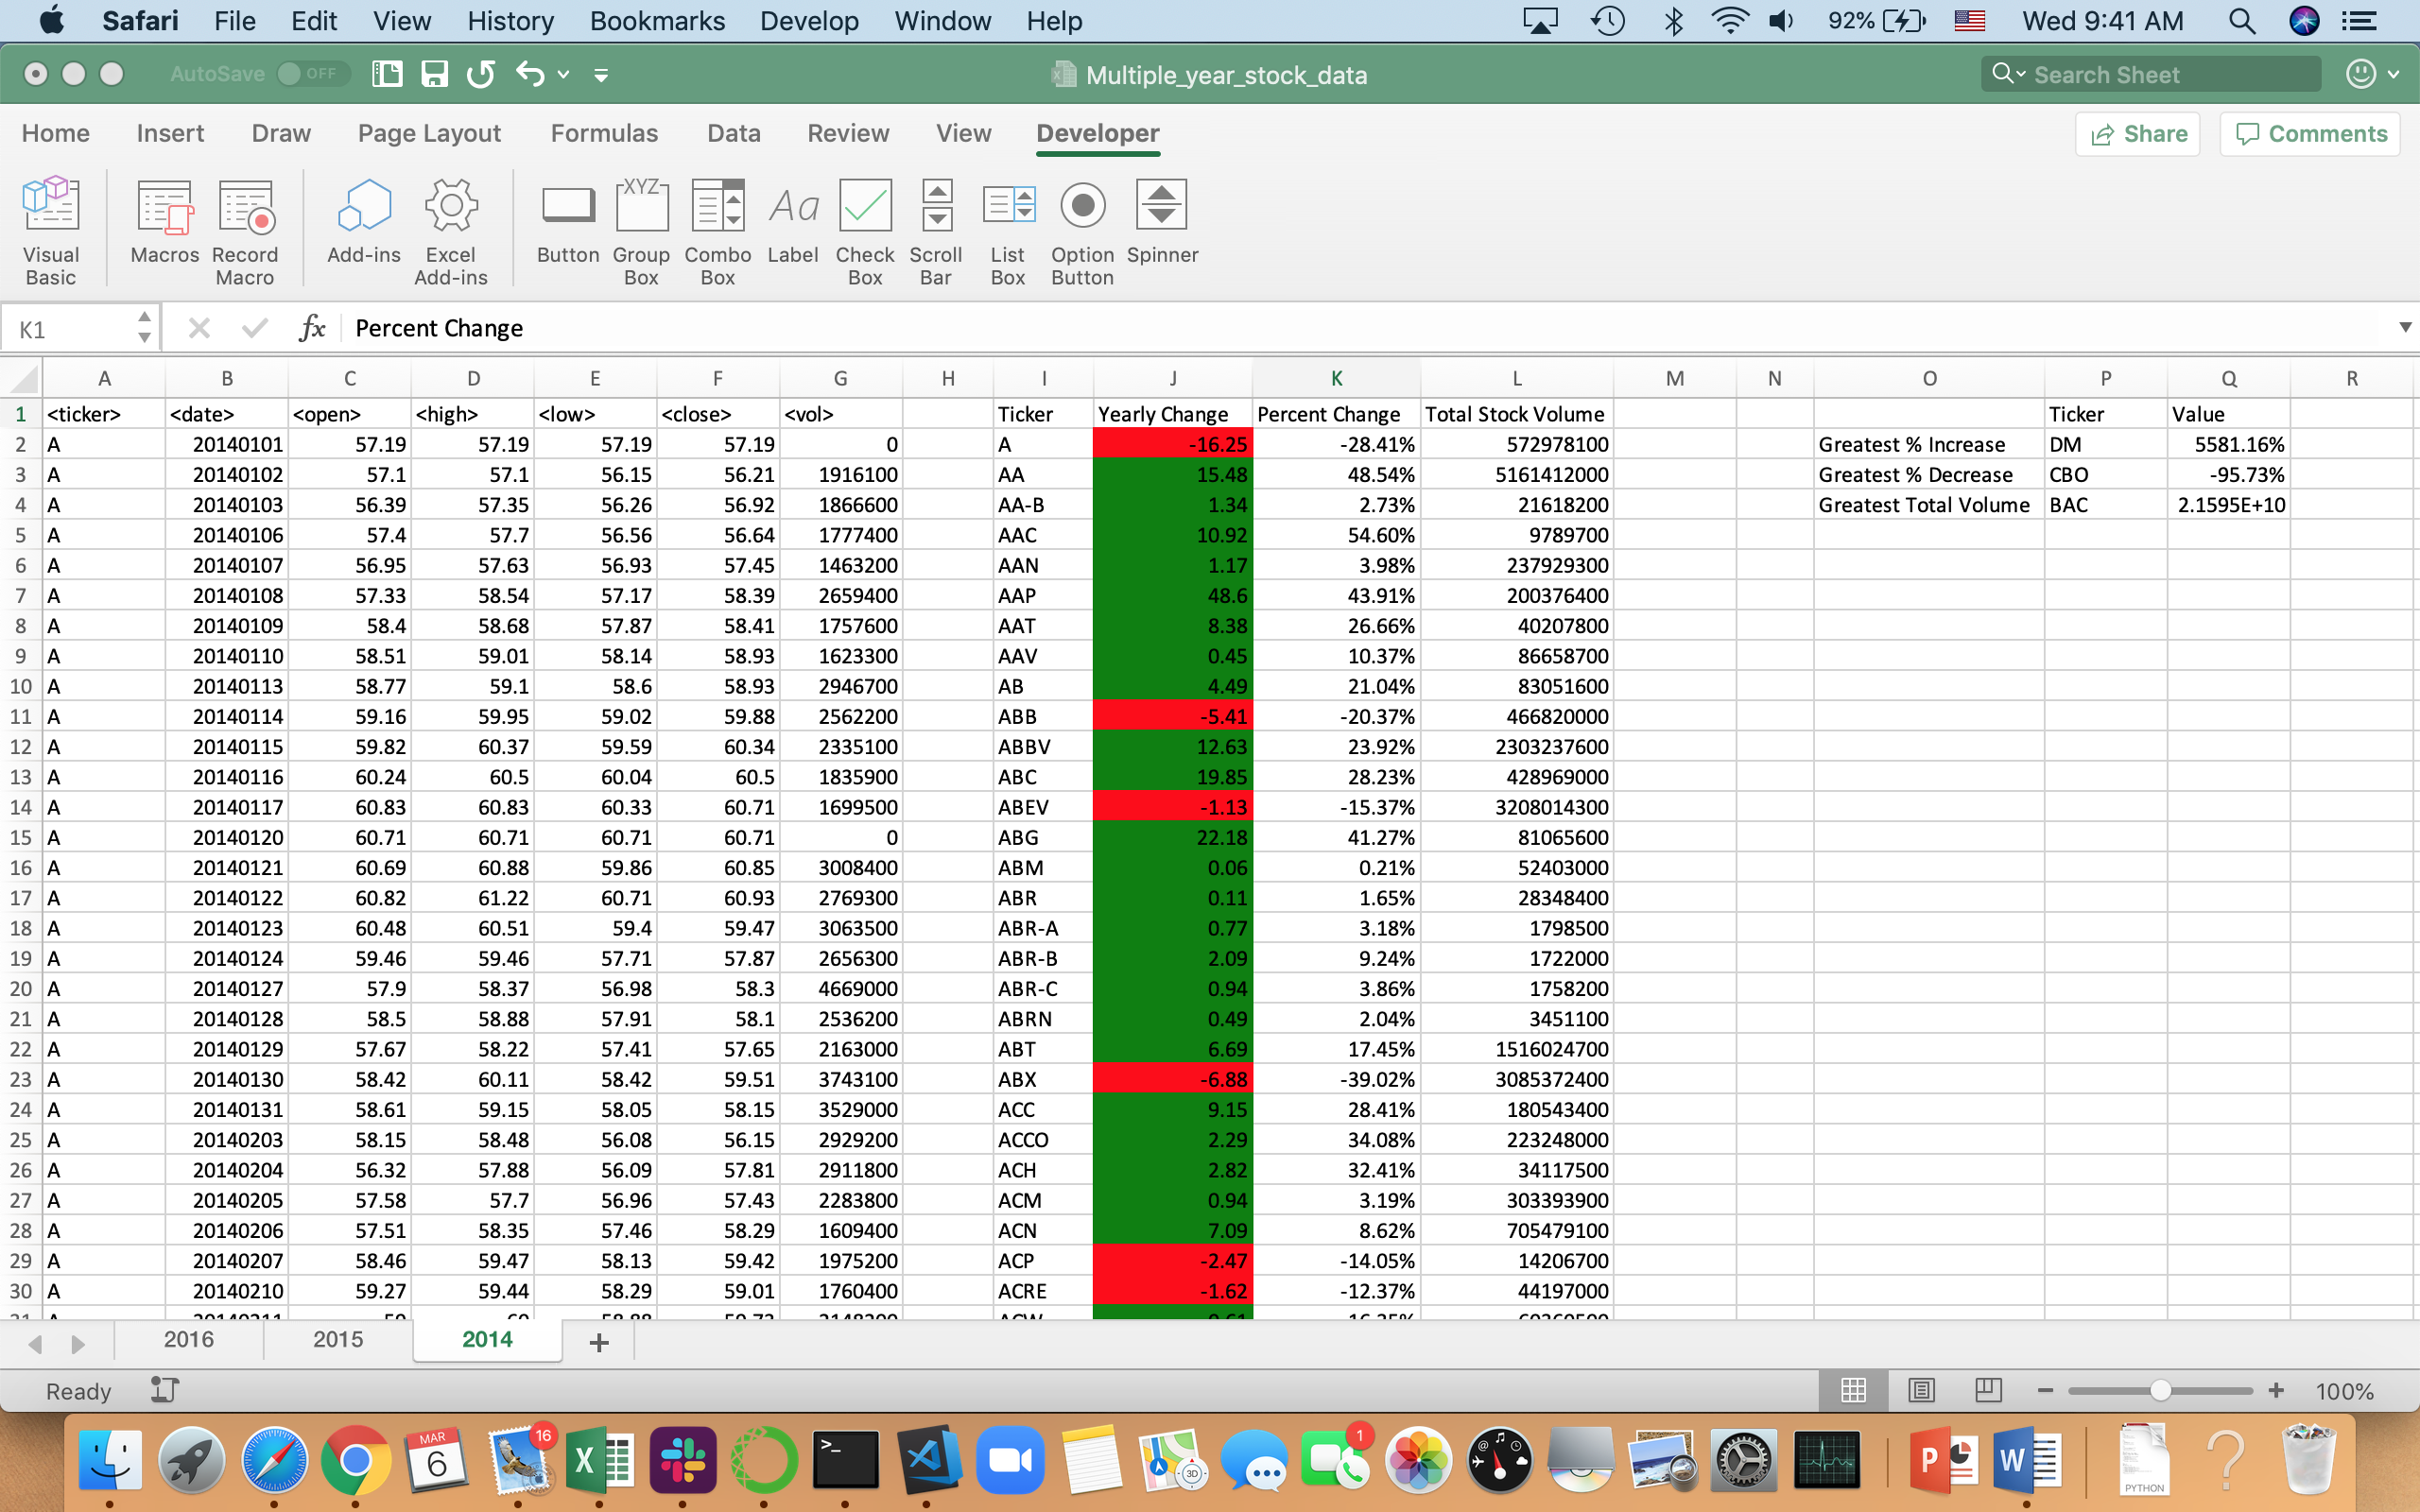 Safari File Edit View History Bookmarks Develop Window Help 92% Wed 9:41 AM
AutoSave OFF Multiple_year_stock_data Search Sheet
Home Insert Draw Page Layout Formulas Data Review View Developer Share Comments
XYZ Aa
Visual Basic Macros Record Macro Add-ins Excel Add-ins Button Group Box Combo Box Label Check Box Scroll Bar List Box Option Button Spinner
K1 fx Percent Change
A B C D E F G H I J K L M N O P Q R
1 <ticker> <date> <open> <high> <low> <close> <vol> Ticker Yearly Change Percent Change Total Stock Volume Ticker Value
2 A 20140101 57.19 57.19 57.19 57.19 0 A -16.25 -28.41% 572978100 Greatest % Increase DM 5581.16%
3 A 20140102 57.1 57.1 56.15 56.21 1916100 AA 15.48 48.54% 5161412000 Greatest % Decrease CBO -95.73%
4 A 20140103 56.39 57.35 56.26 56.92 1866600 AA-B 1.34 2.73% 21618200 Greatest Total Volume BAC 2.1595E+10
5 A 20140106 57.4 57.7 56.56 56.64 1777400 AAC 10.92 54.60% 9789700
6 A 20140107 56.95 57.63 56.93 57.45 1463200 AAN 1.17 3.98% 237929300
7 A 20140108 57.33 58.54 57.17 58.39 2659400 AAP 48.6 43.91% 200376400
8 A 20140109 58.4 58.68 57.87 58.41 1757600 AAT 8.38 26.66% 40207800
9 A 20140110 58.51 59.01 58.14 58.93 1623300 AAV 0.45 10.37% 86658700
10 A 20140113 58.77 59.1 58.6 58.93 2946700 AB 4.49 21.04% 83051600
11 A 20140114 59.16 59.95 59.02 59.88 2562200 ABB -5.41 -20.37% 466820000
12 A 20140115 59.82 60.37 59.59 60.34 2335100 ABBV 12.63 23.92% 2303237600
13 A 20140116 60.24 60.5 60.04 60.5 1835900 ABC 19.85 28.23% 428969000
14 A 20140117 60.83 60.83 60.33 60.71 1699500 ABEV -1.13 -15.37% 3208014300
15 A 20140120 60.71 60.71 60.71 60.71 0 ABG 22.18 41.27% 81065600
16 A 20140121 60.69 60.88 59.86 60.85 3008400 ABM 0.06 0.21% 52403000
17 A 20140122 60.82 61.22 60.71 60.93 2769300 ABR 0.11 1.65% 28348400
18 A 20140123 60.48 60.51 59.4 59.47 3063500 ABR-A 0.77 3.18% 1798500
19 A 20140124 59.46 59.46 57.71 57.87 2656300 ABR-B 2.09 9.24% 1722000
20 A 20140127 57.9 58.37 56.98 58.3 4669000 ABR-C 0.94 3.86% 1758200
21 A 20140128 58.5 58.88 57.91 58.1 2536200 ABRN 0.49 2.04% 3451100
22 A 20140129 57.67 58.22 57.41 57.65 2163000 ABT 6.69 17.45% 1516024700
23 A 20140130 58.42 60.11 58.42 59.51 3743100 ABX -6.88 -39.02% 3085372400
24 A 20140131 58.61 59.15 58.05 58.15 3529000 ACC 9.15 28.41% 180543400
25 A 20140203 58.15 58.48 56.08 56.15 2929200 ACCO 2.29 34.08% 223248000
26 A 20140204 56.32 57.88 56.09 57.81 2911800 ACH 2.82 32.41% 34117500
27 A 20140205 57.58 57.7 56.96 57.43 2283800 ACM 0.94 3.19% 303393900
28 A 20140206 57.51 58.35 57.46 58.29 1609400 ACN 7.09 8.62% 705479100
29 A 20140207 58.46 59.47 58.13 59.42 1975200 ACP -2.47 -14.05% 14206700
30 A 20140210 59.27 59.44 58.29 59.01 1760400 ACRE -1.62 -12.37% 44197000
2016 2015 2014
Ready 100%
MAR 6 16 X >_ 3D 1 P W PYTHON